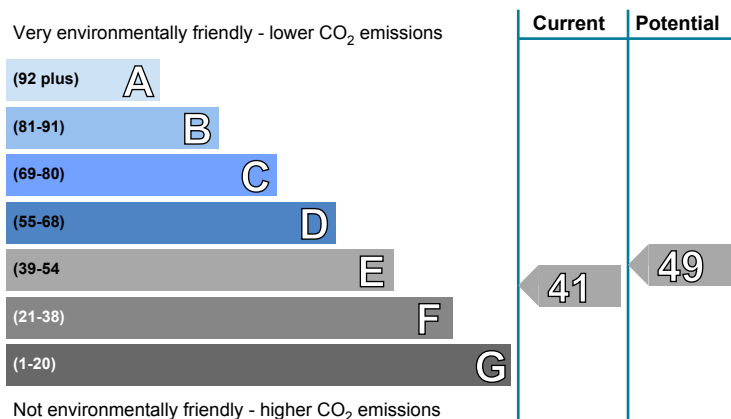 Very environmentally friendly - lower CO₂ emissions
Current Potential
(92 plus) A
(81-91) B
(69-80) C
(55-68) D
(39-54 E
(21-38) F
(1-20) G
41 49
Not environmentally friendly - higher CO₂ emissions